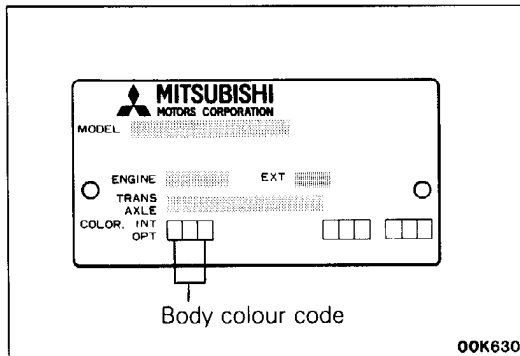 MITSUBISHI
MOTORS CORPORATION
MODEL
ENGINE EXT
TRANS
AXLE
COLOR. INT
OPT
Body colour code
00K630